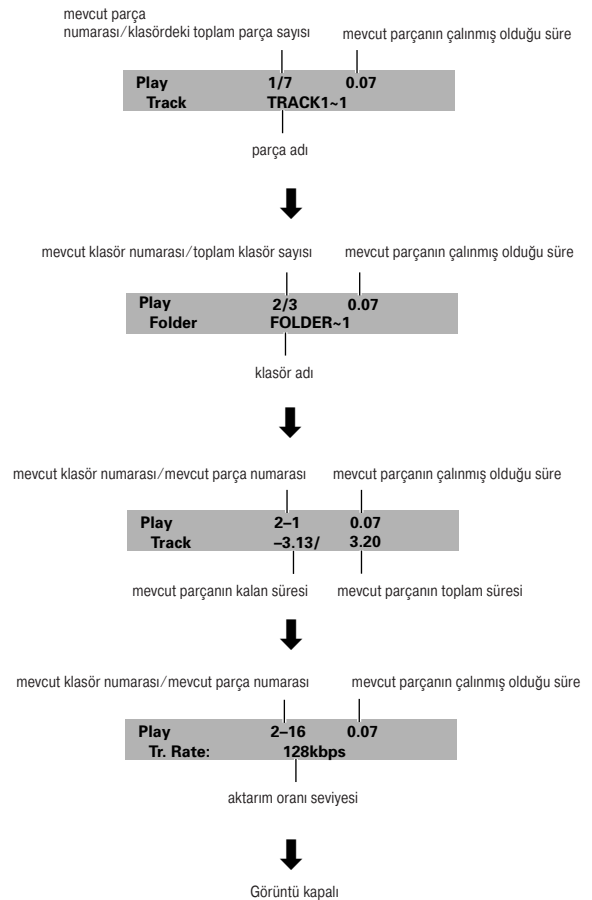 mevcut parça
numarası/klasördeki toplam parça sayısı
mevcut parçanın çalınmış olduğu süre
Play 1/7 0.07
Track TRACK1~1
parça adı
mevcut klasör numarası/toplam klasör sayısı
mevcut parçanın çalınmış olduğu süre
Play 2/3 0.07
Folder FOLDER~1
klasör adı
mevcut klasör numarası/mevcut parça numarası
mevcut parçanın çalınmış olduğu süre
Play 2–1 0.07
Track –3.13/ 3.20
mevcut parçanın kalan süresi
mevcut parçanın toplam süresi
mevcut klasör numarası/mevcut parça numarası
mevcut parçanın çalınmış olduğu süre
Play 2–16 0.07
Tr. Rate: 128kbps
aktarım oranı seviyesi
Görüntü kapalı